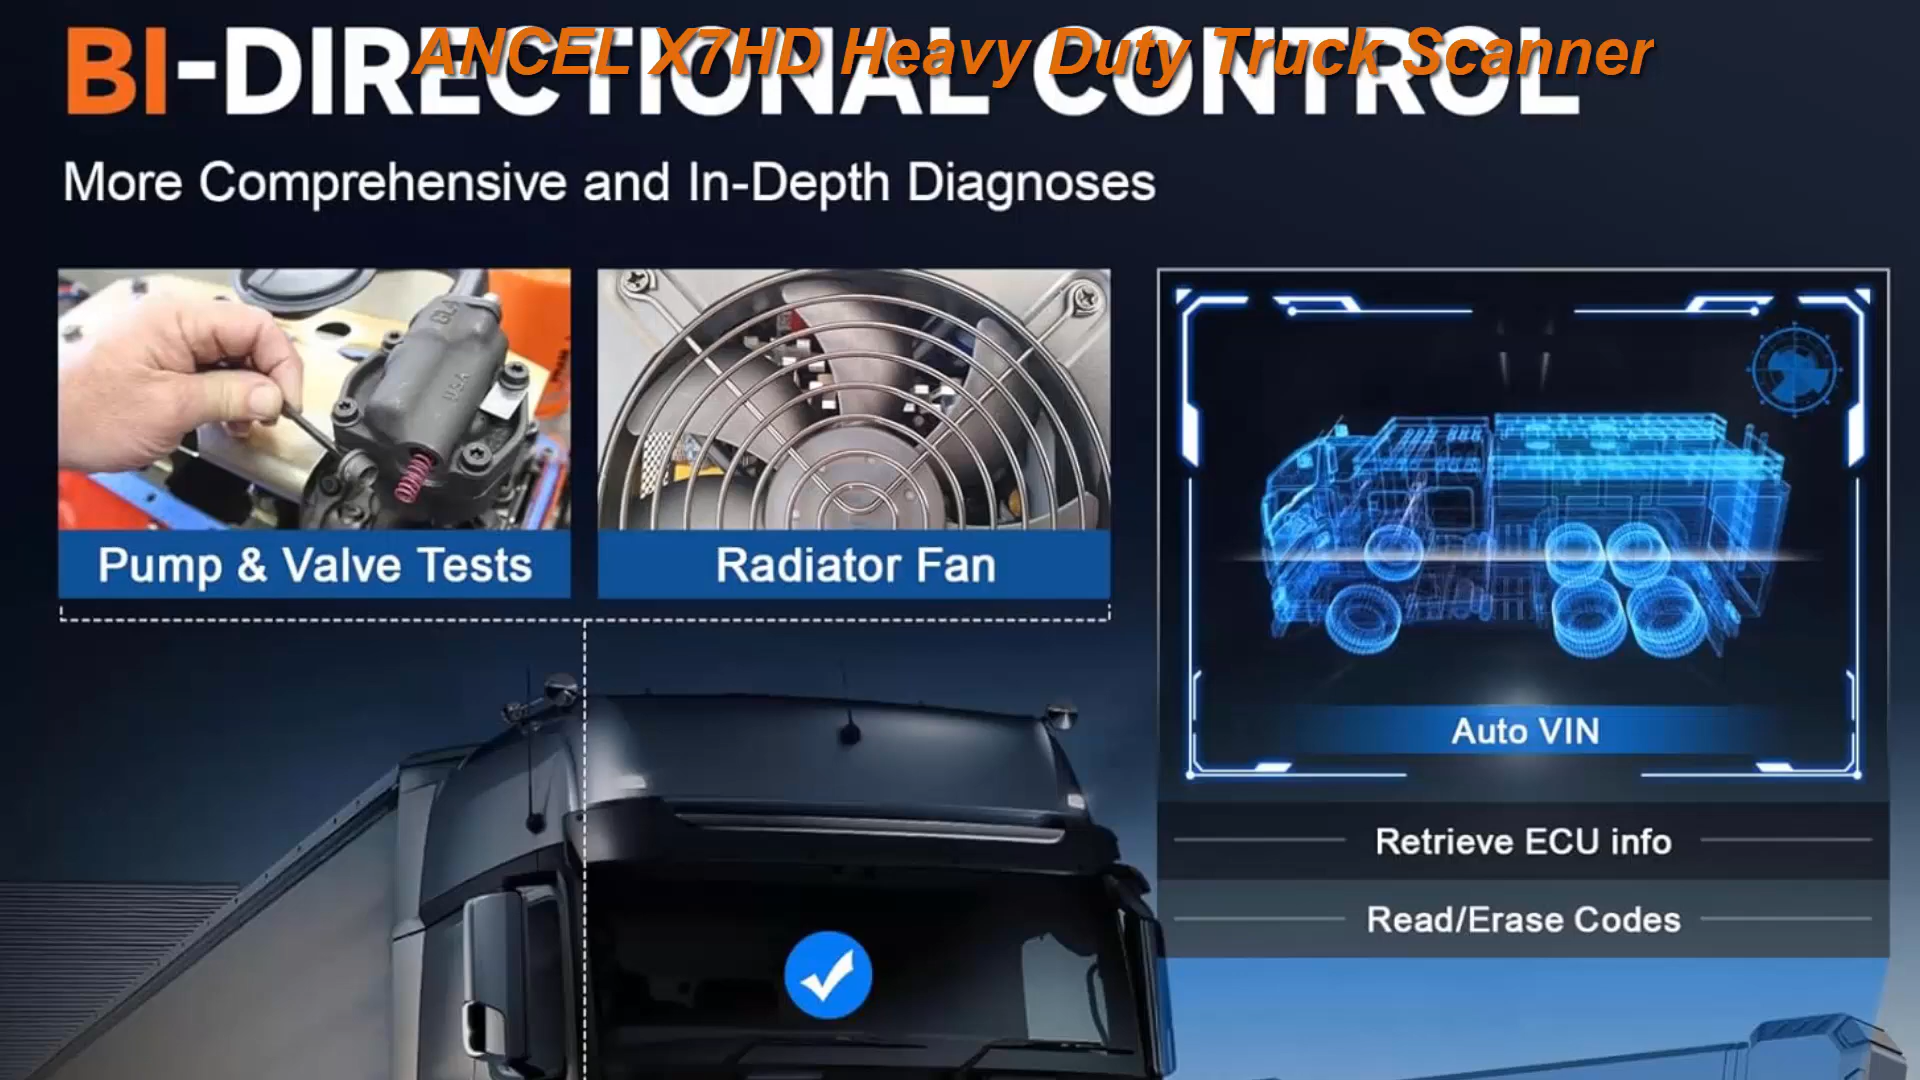 BI-DIRECTIONAL CONTROL
ANCEL X7HD Heavy Duty Truck Scanner
More Comprehensive and In-Depth Diagnoses
USA
Pump & Valve Tests
Radiator Fan
Auto VIN
Retrieve ECU info
Read/Erase Codes